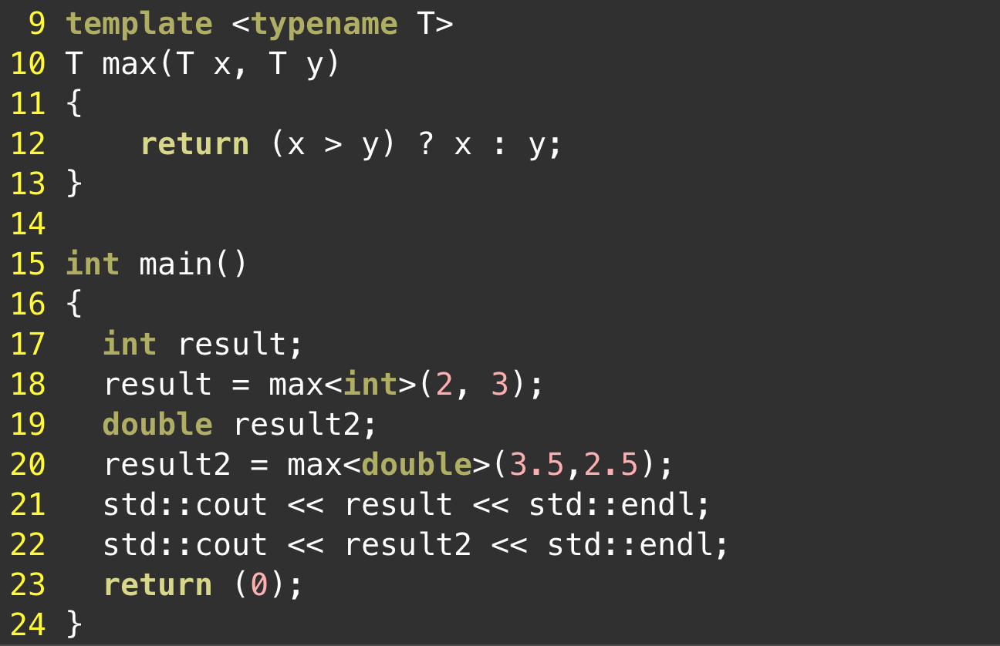 9 template <typename T>
10 T max(T x, T y)
11 {
12     return (x > y) ? x : y;
13 }
14
15 int main()
16 {
17   int result;
18   result = max<int>(2, 3);
19   double result2;
20   result2 = max<double>(3.5,2.5);
21   std::cout << result << std::endl;
22   std::cout << result2 << std::endl;
23   return (0);
24 }